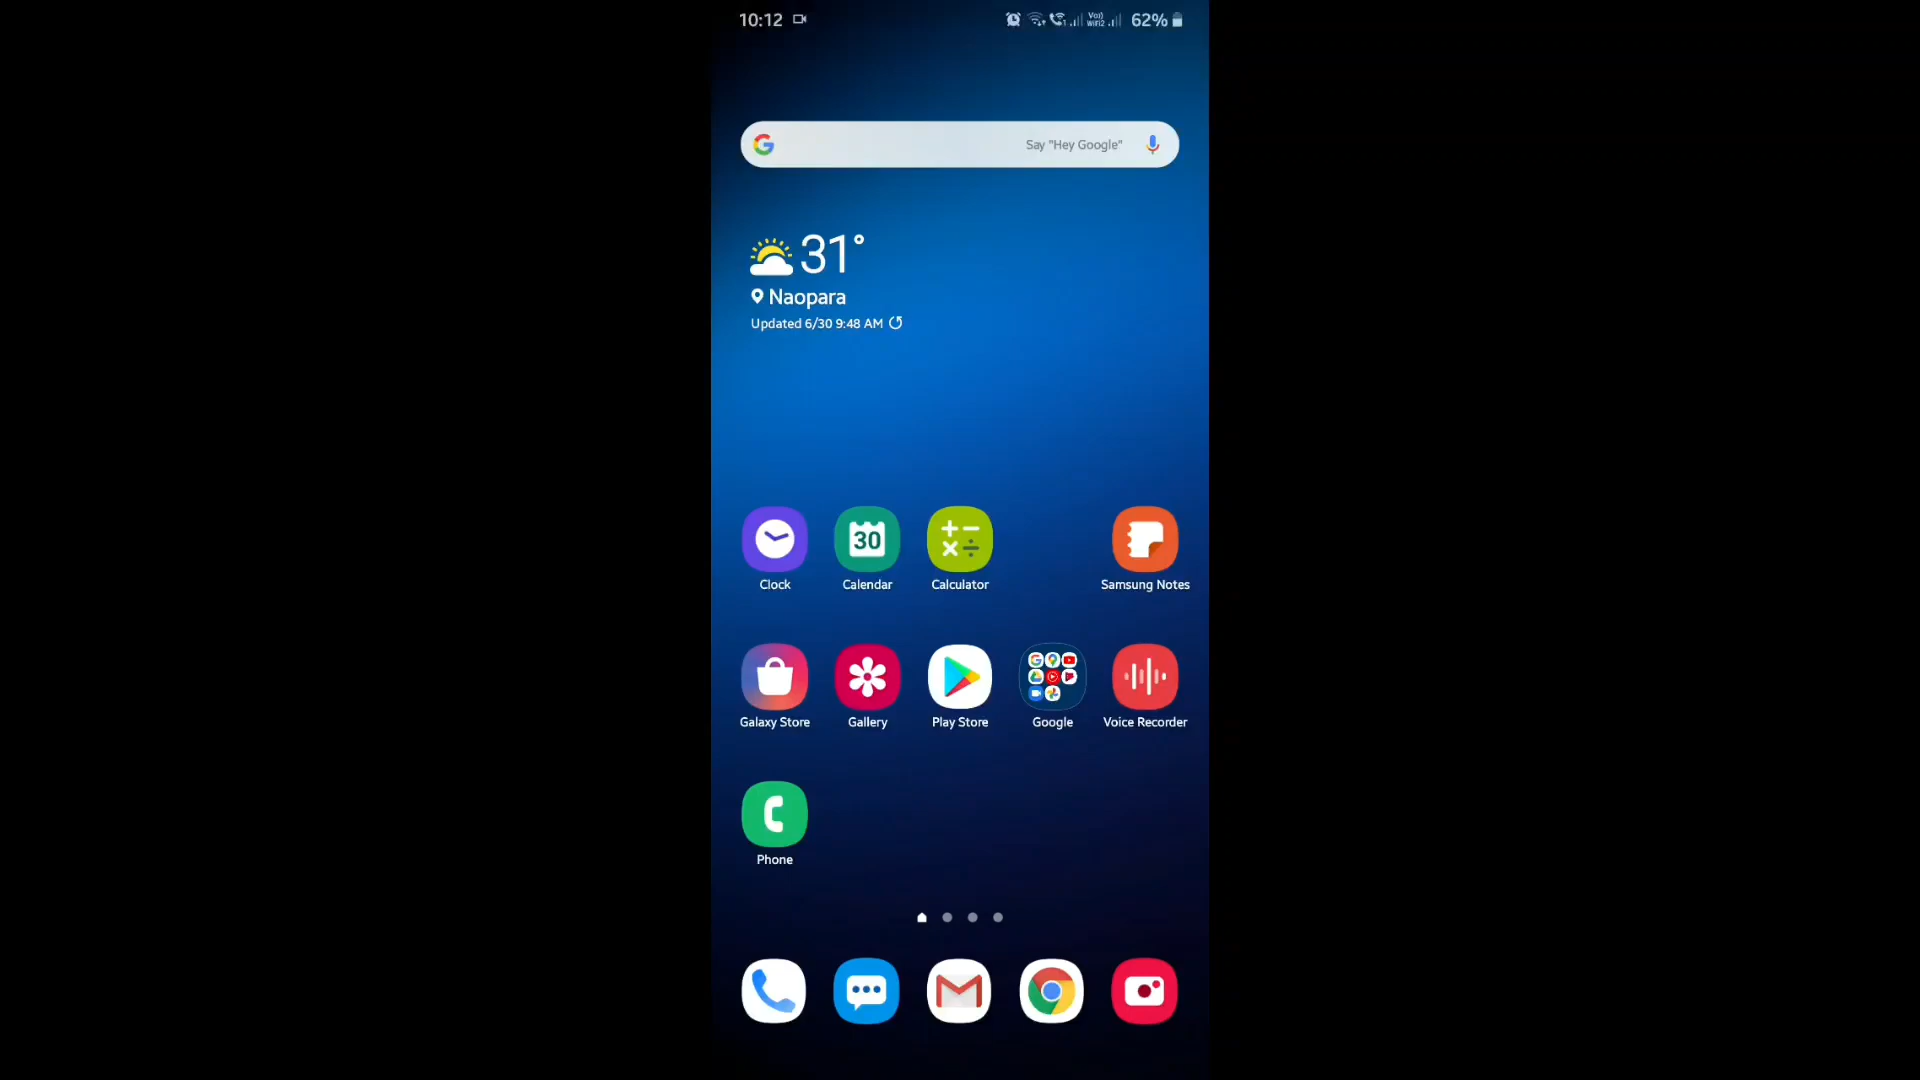 10:12 62%
Say "Hey Google"
31°
Naopara
Updated 6/30 9:48 AM
30
Clock Calendar Calculator Samsung Notes
Galaxy Store Gallery Play Store Google Voice Recorder
Phone